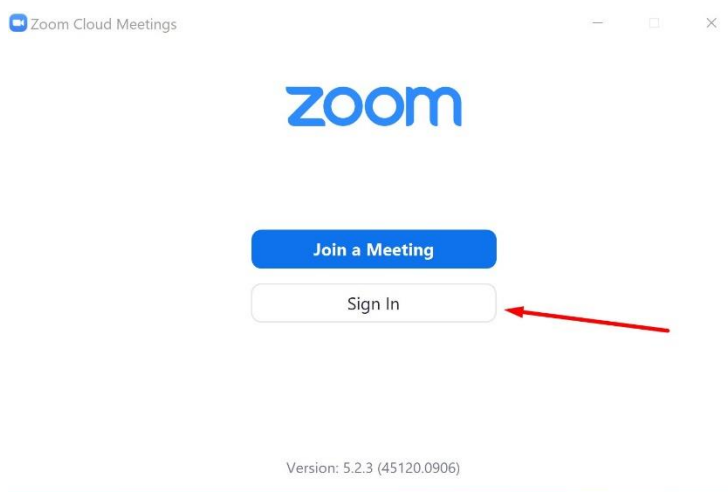 Zoom Cloud Meetings
zoom
Join a Meeting
Sign In
Version: 5.2.3 (45120.0906)